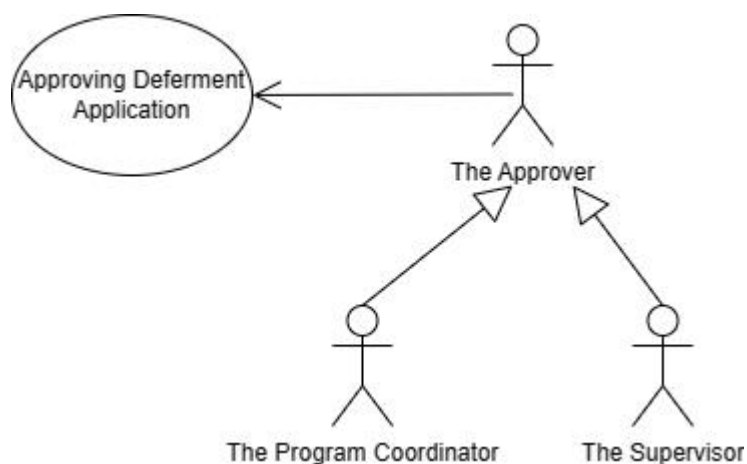 Approving Deferment
Application
The Approver
The Program Coordinator
The Supervisor